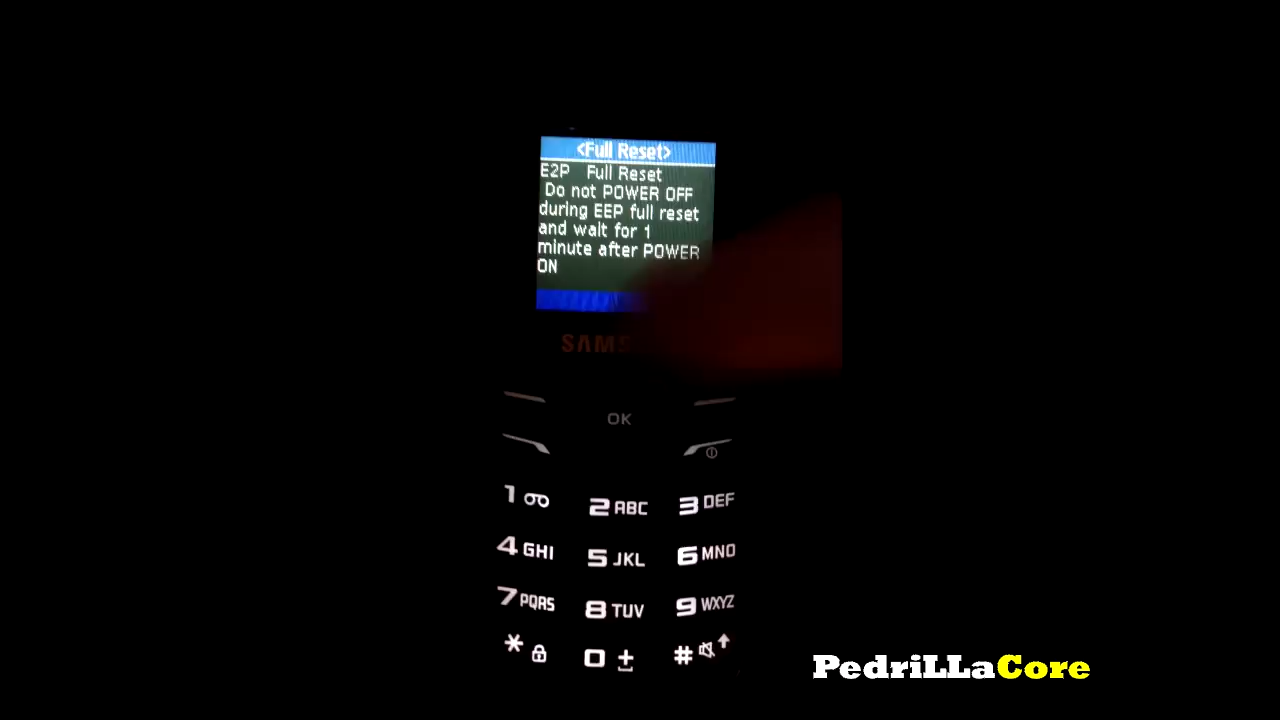 <Full Reset>
E2P Full Reset
Do not POWER OFF
during EEP full reset
and wait for 1
minute after POWER
ON
SAMS
OK
1
2 ABC
3 DEF
4 GHI
5 JKL
6 MNO
7 PQRS
8 TUV
9 WXYZ
*
0 +
#
PedriLLaCore